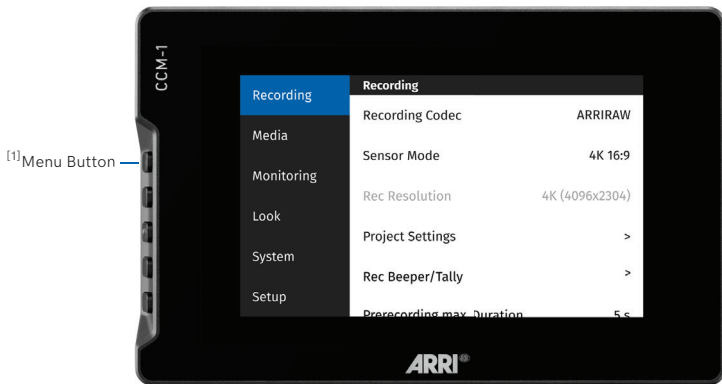 CCM-1
[1]Menu Button
Recording
Media
Monitoring
Look
System
Setup
Recording
Recording Codec ARRIRAW
Sensor Mode 4K 16:9
Rec Resolution 4K (4096x2304)
Project Settings >
Rec Beeper/Tally >
Prerecording max. Duration 5 s
ARRI®